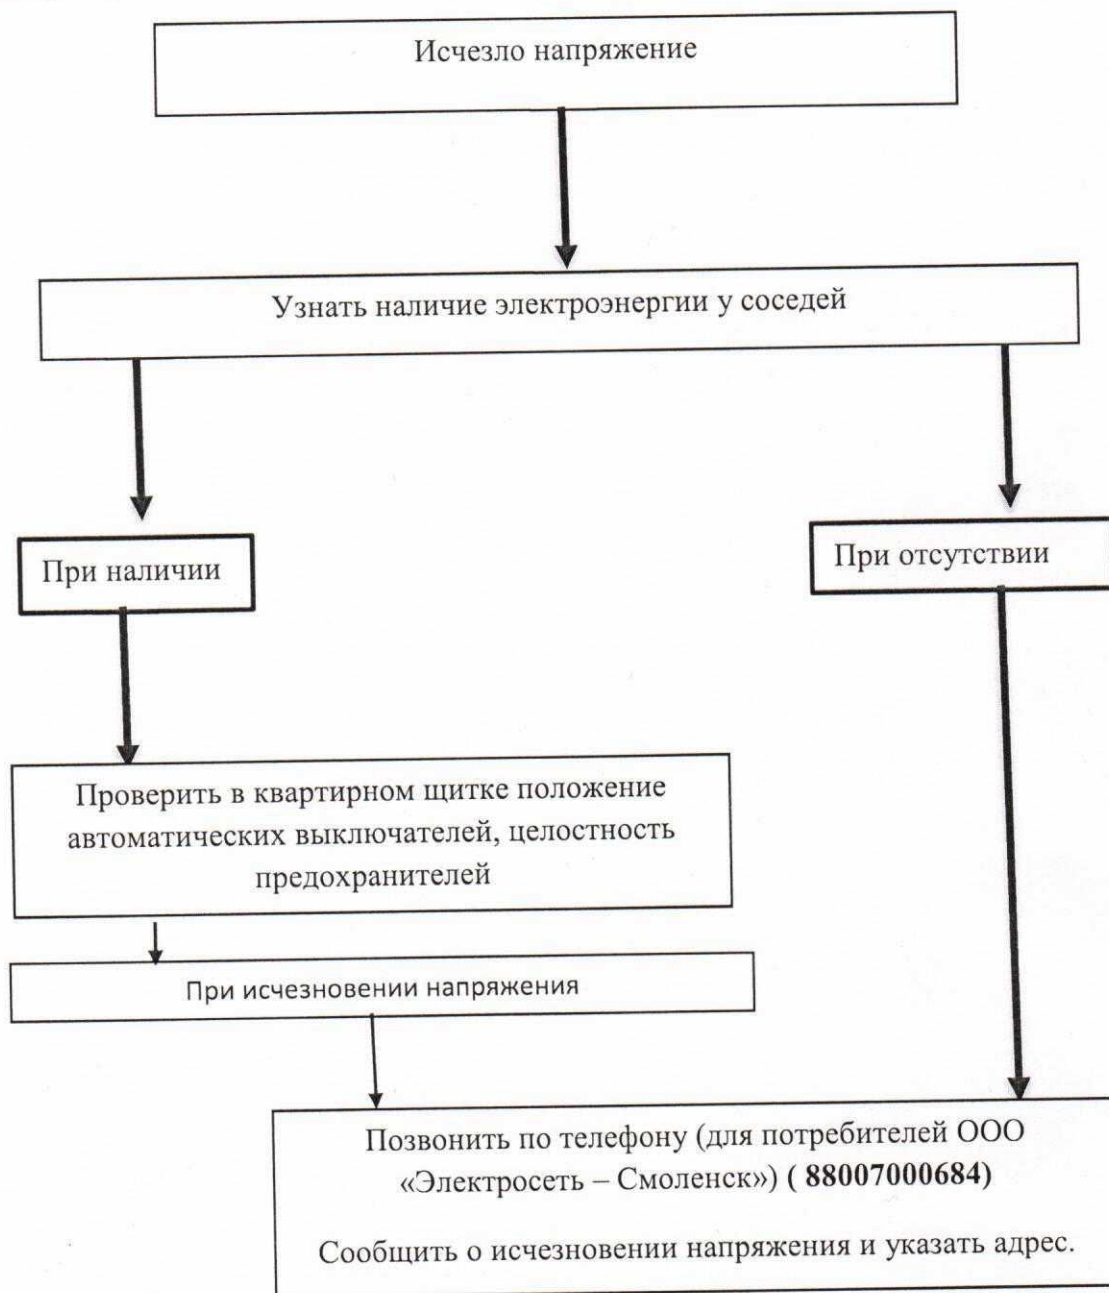 Исчезло напряжение
Узнать наличие электроэнергии у соседей
При наличии
При отсутствии
Проверить в квартирном щитке положение
автоматических выключателей, целостность
предохранителей
При исчезновении напряжения
Позвонить по телефону (для потребителей ООО
«Электросеть – Смоленск») ( 88007000684)
Сообщить о исчезновении напряжения и указать адрес.